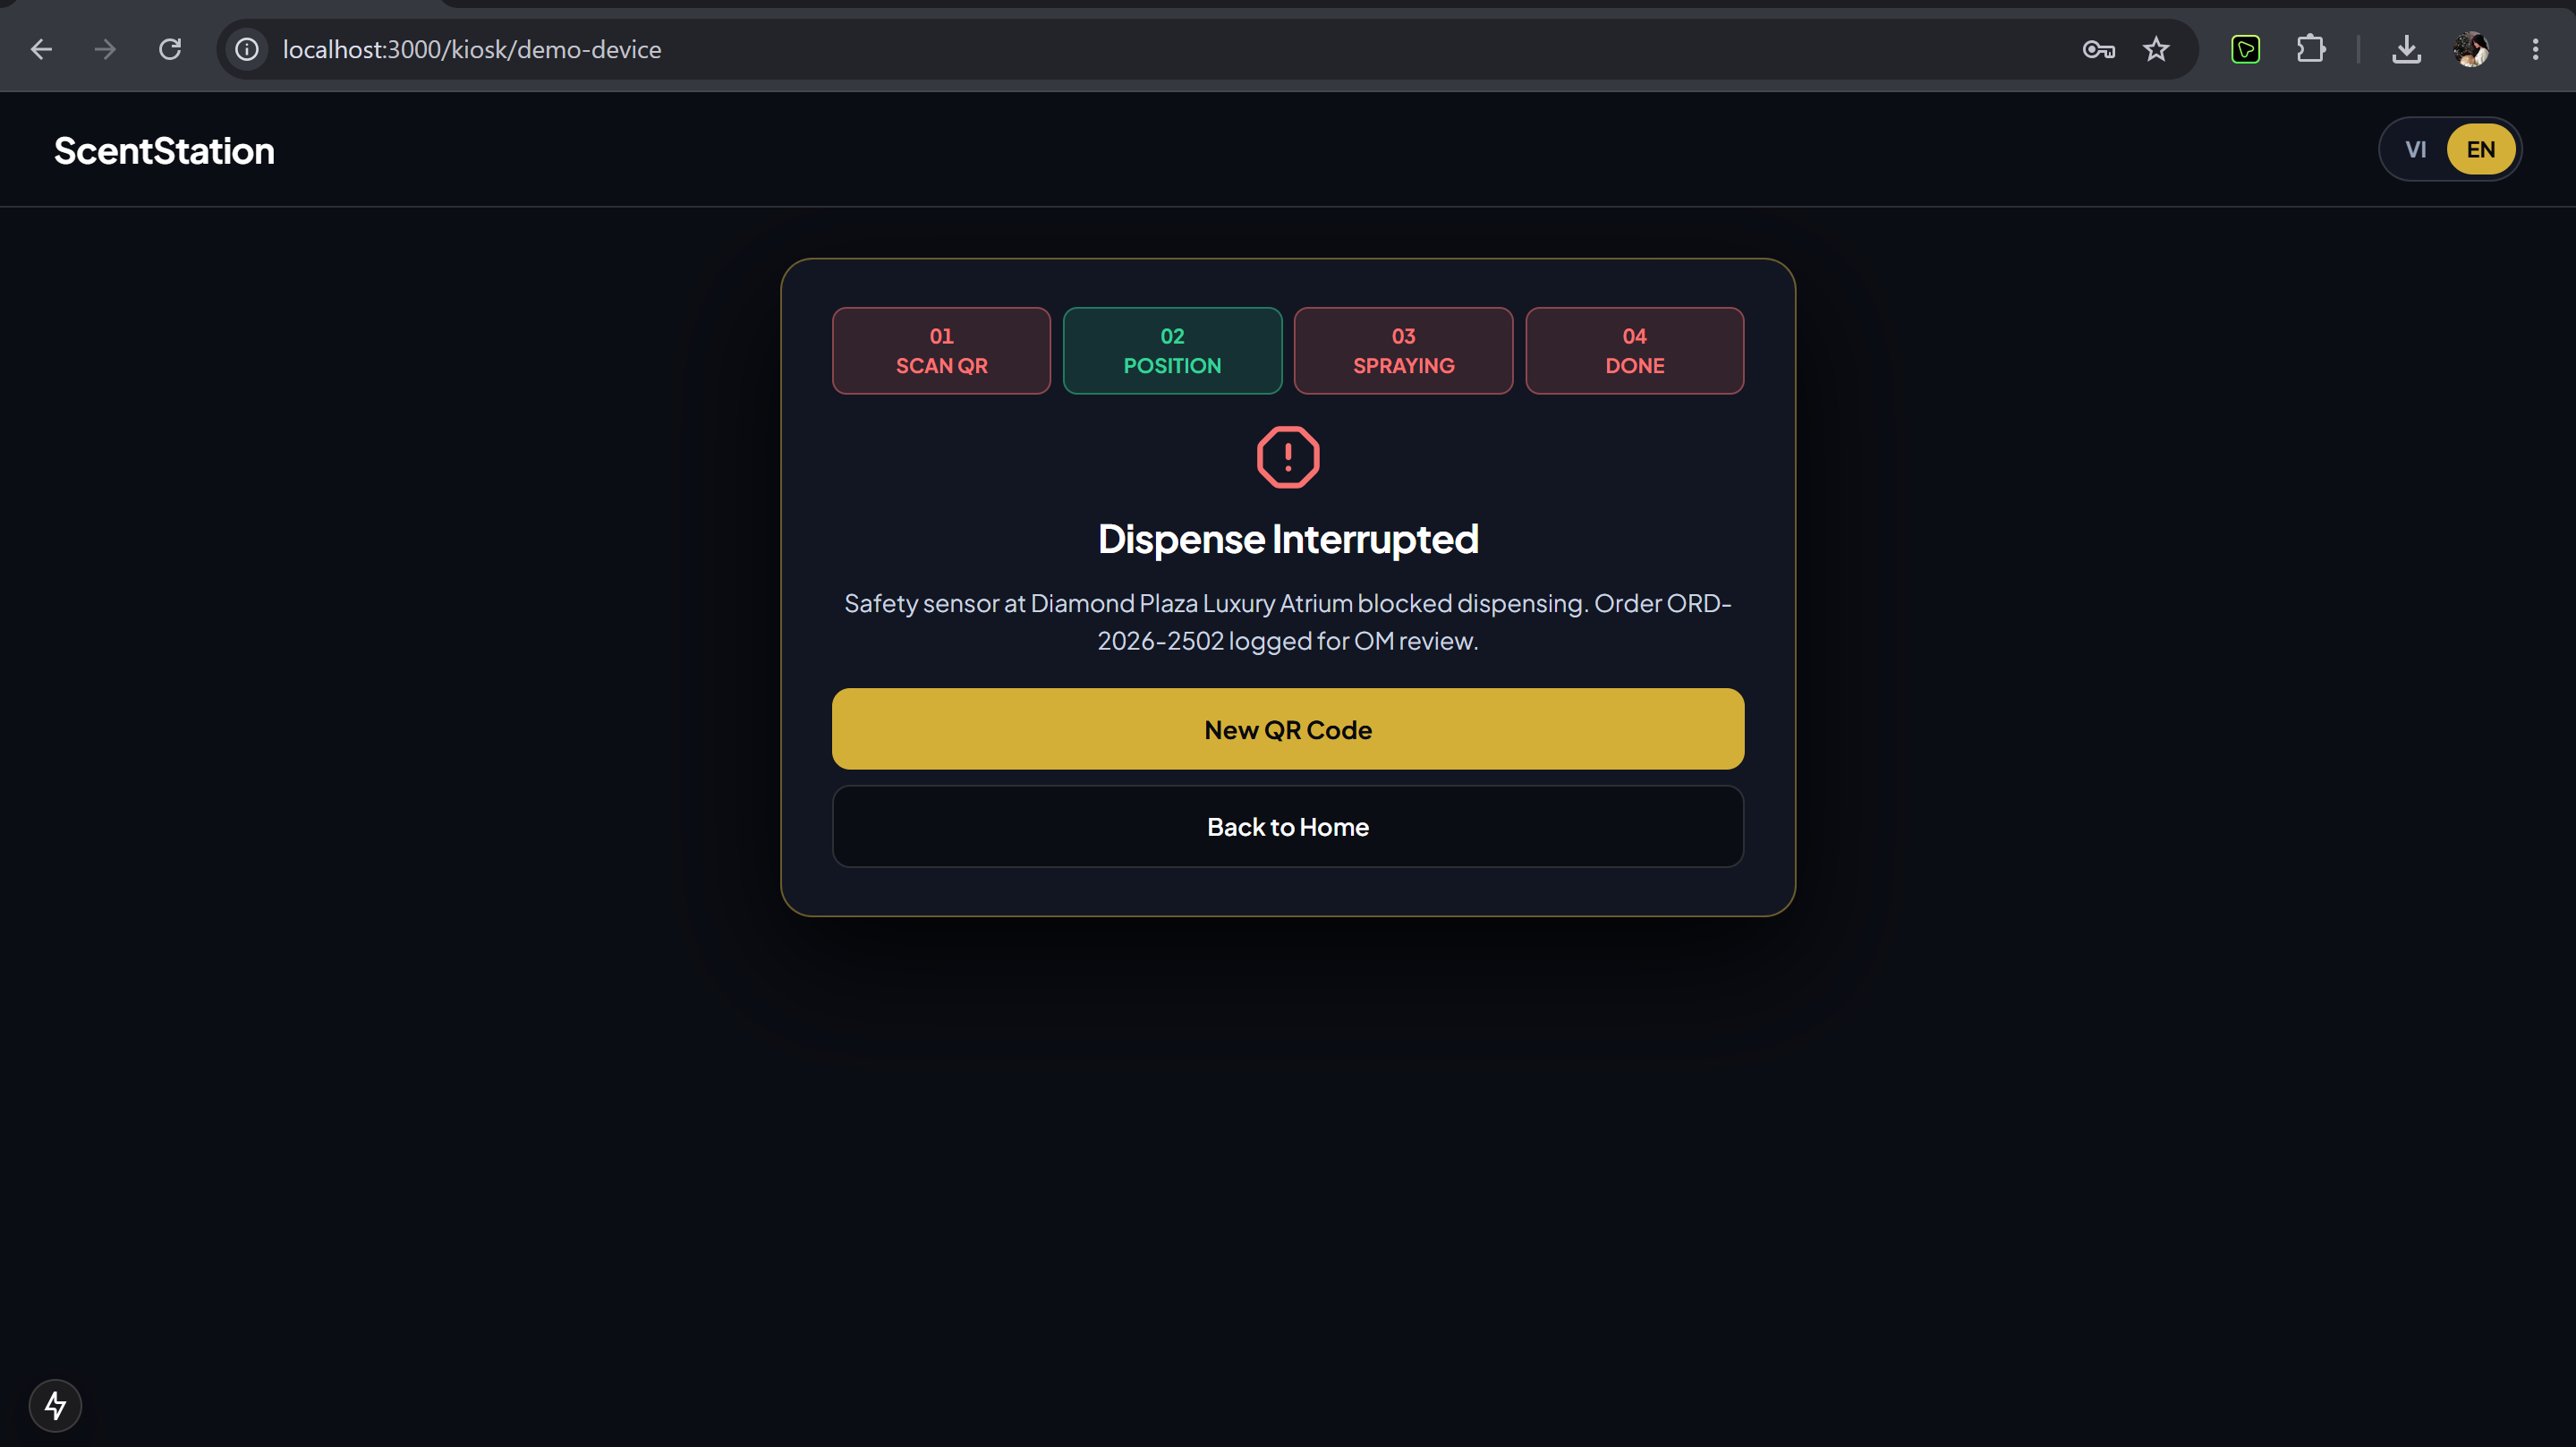 localhost:3000/kiosk/demo-device
ScentStation
VI
EN
01
SCAN QR
02
POSITION
03
SPRAYING
04
DONE
Dispense Interrupted
Safety sensor at Diamond Plaza Luxury Atrium blocked dispensing. Order ORD-
2026-2502 logged for OM review.
New QR Code
Back to Home